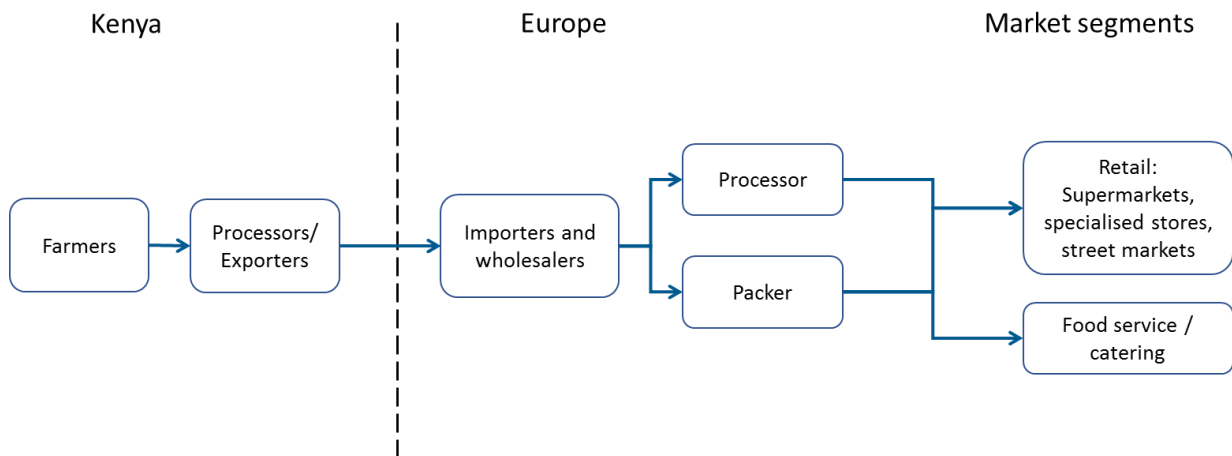 Kenya
Europe
Market segments
Farmers
Processors/
Exporters
Importers and
wholesalers
Processor
Packer
Retail:
Supermarkets,
specialised stores,
street markets
Food service /
catering